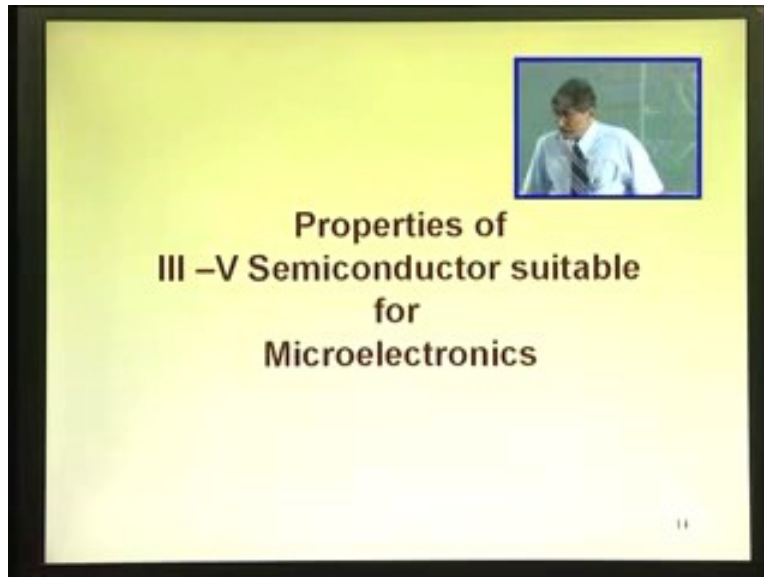 Properties of
III –V Semiconductor suitable
for
Microelectronics